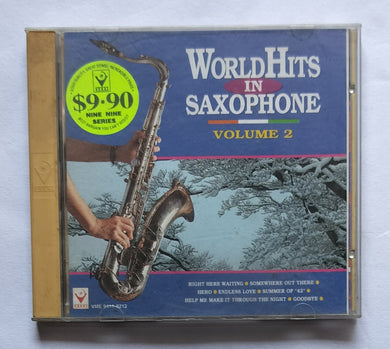 WORLD HITS
IN
SAXOPHONE
VOLUME 2
$9.90
NINE NINE
SERIES
RIGHT HERE WAITING SOMEWHERE OUT THERE
HERO ENDLESS LOVE SUMMER OF "42"
HELP ME MAKE IT THROUGH THE NIGHT GOODBYE